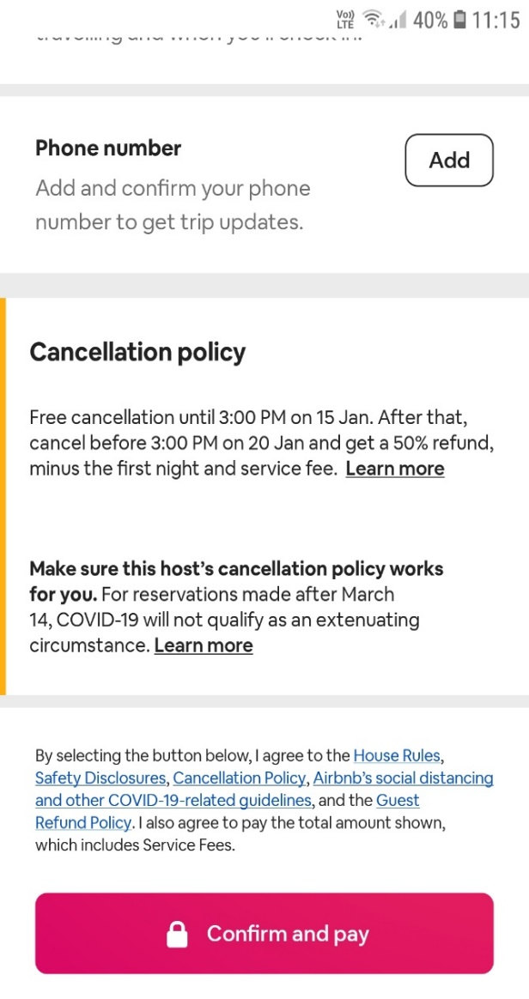 Vo)) LTE 40% 11:15
Phone number
Add
Add and confirm your phone
number to get trip updates.
Cancellation policy
Free cancellation until 3:00 PM on 15 Jan. After that,
cancel before 3:00 PM on 20 Jan and get a 50% refund,
minus the first night and service fee. Learn more
Make sure this host’s cancellation policy works
for you. For reservations made after March
14, COVID-19 will not qualify as an extenuating
circumstance. Learn more
By selecting the button below, I agree to the House Rules,
Safety Disclosures, Cancellation Policy, Airbnb’s social distancing
and other COVID-19-related guidelines, and the Guest
Refund Policy. I also agree to pay the total amount shown,
which includes Service Fees.
Confirm and pay